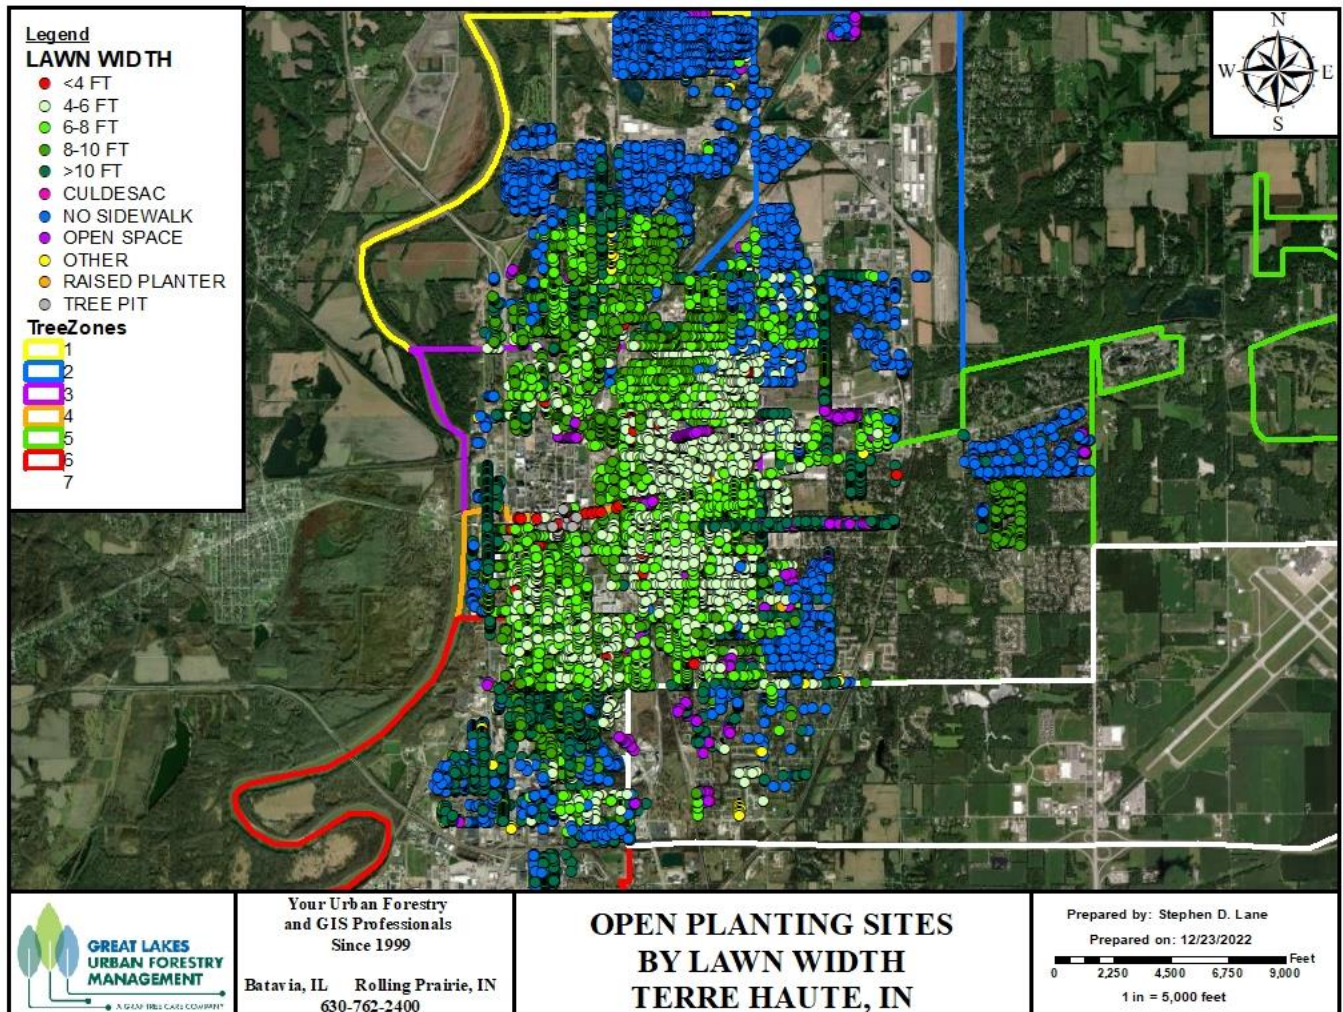 Legend
LAWN WIDTH
<4 FT
4-6 FT
6-8 FT
8-10 FT
>10 FT
CULDESAC
NO SIDEWALK
OPEN SPACE
OTHER
RAISED PLANTER
TREE PIT
TreeZones
1
2
3
4
5
6
7
N
W E
S
GREAT LAKES
URBAN FORESTRY
MANAGEMENT
A GRAF TREE CARE COMPANY
Your Urban Forestry
and GIS Professionals
Since 1999
Batavia, IL Rolling Prairie, IN
630-762-2400
OPEN PLANTING SITES
BY LAWN WIDTH
TERRE HAUTE, IN
Prepared by: Stephen D. Lane
Prepared on: 12/23/2022
Feet
0 2,250 4,500 6,750 9,000
1 in = 5,000 feet